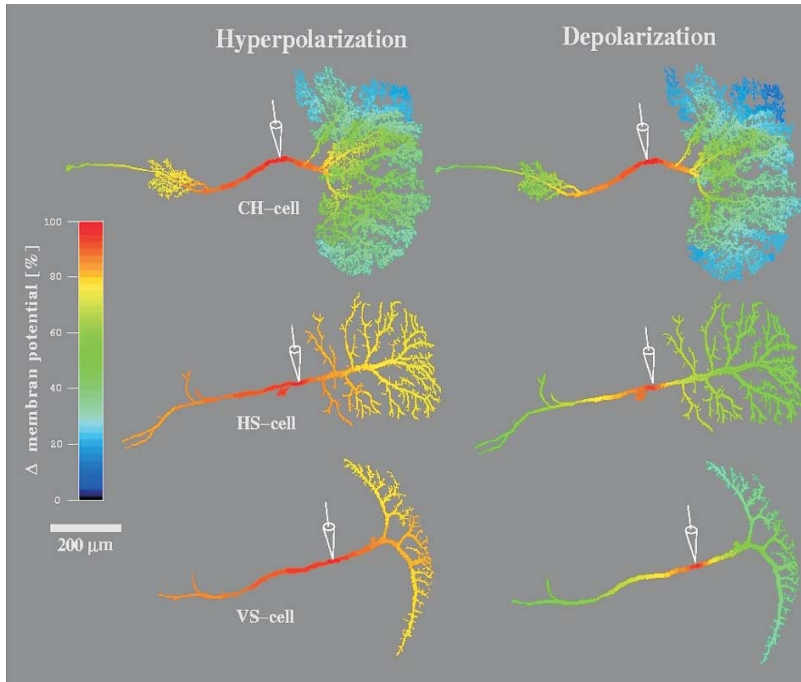 Hyperpolarization
Depolarization
CH-cell
100
80
60
40
20
0
Δ membran potential [%]
HS-cell
200 μm
VS-cell